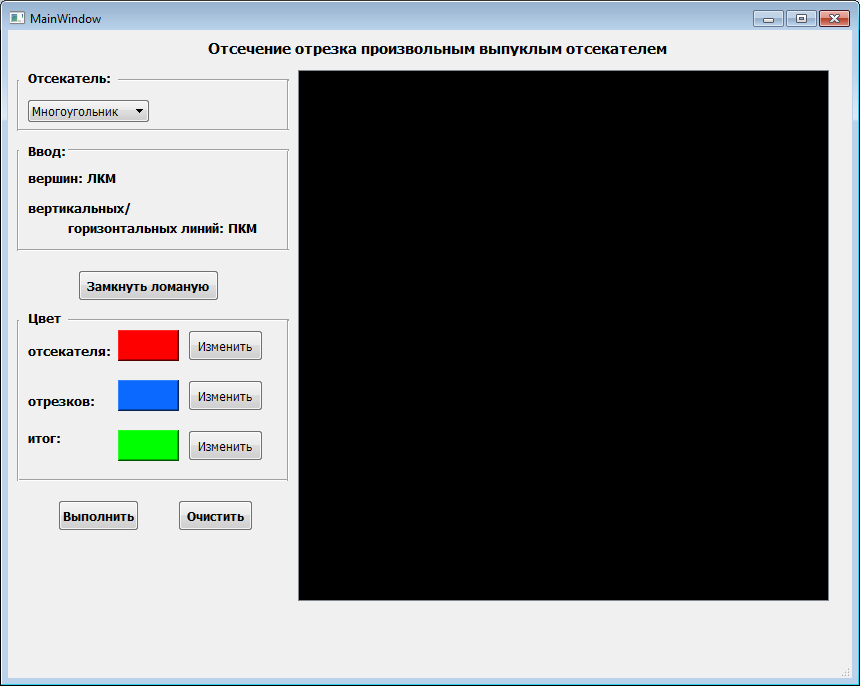 MainWindow
Отсечение отрезка произвольным выпуклым отсекателем
Отсекатель:
Многоугольник
Ввод:
вершин: ЛКМ
вертикальных/
горизонтальных линий: ПКМ
Замкнуть ломаную
Цвет
отсекателя:
Изменить
отрезков:
Изменить
итог:
Изменить
Выполнить
Очистить